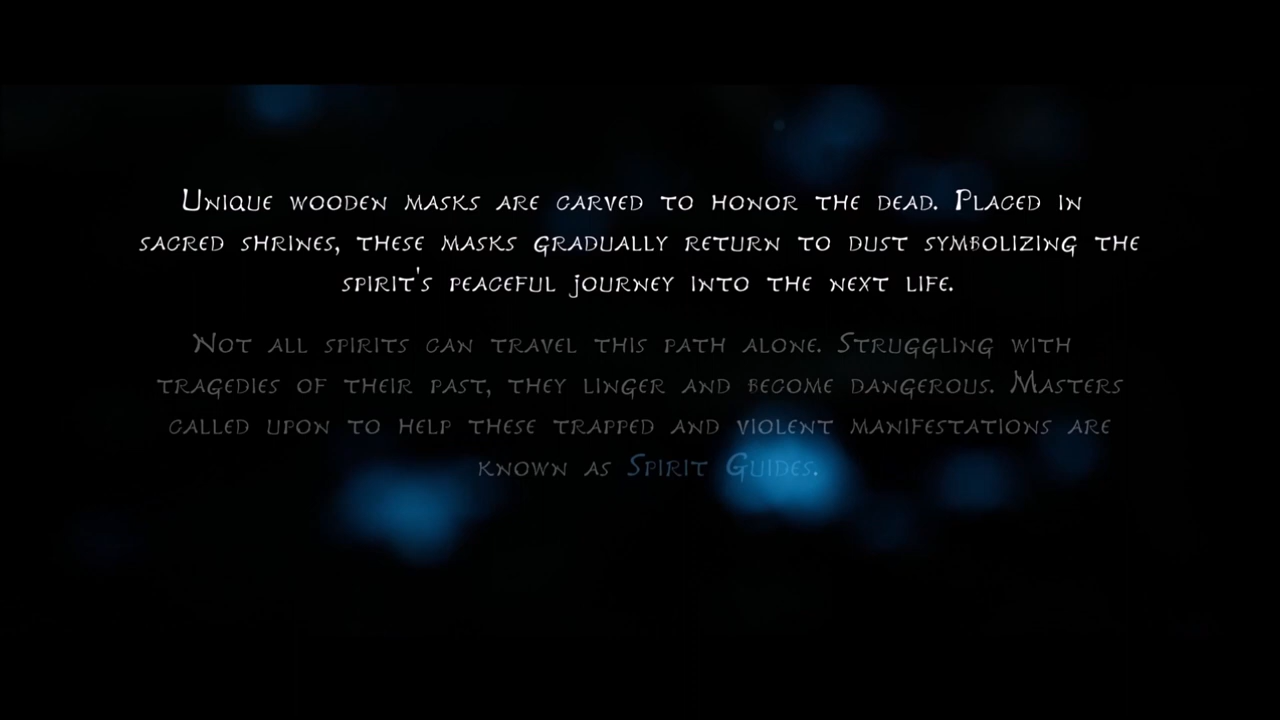 Unique wooden masks are carved to honor the dead. Placed in
sacred shrines, these masks gradually return to dust symbolizing the
spirit's peaceful journey into the next life.
Not all spirits can travel this path alone. Struggling with
tragedies of their past, they linger and become dangerous. Masters
called upon to help these trapped and violent manifestations are
known as Spirit Guides.